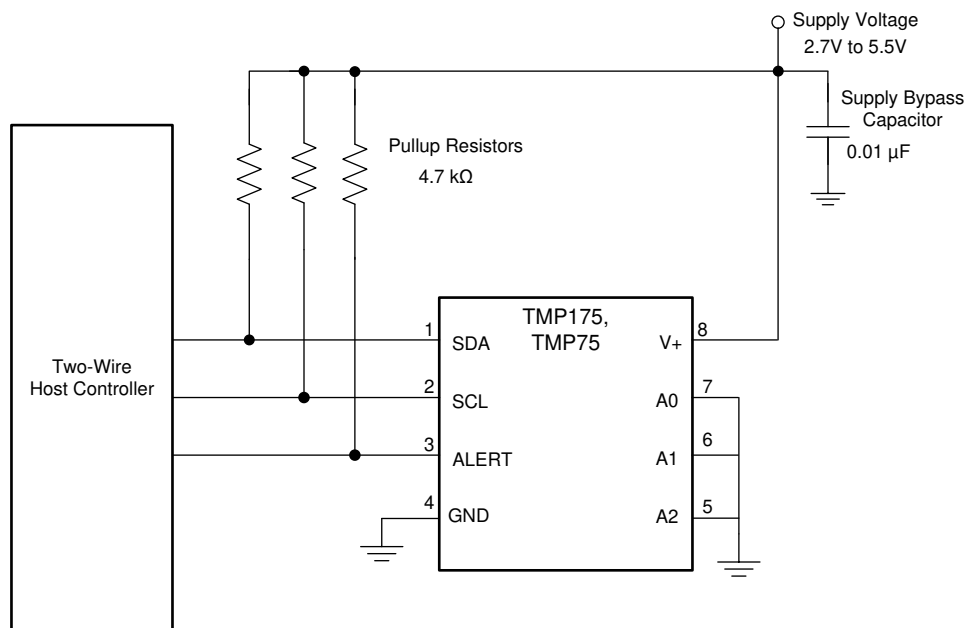 Supply Voltage
2.7V to 5.5V
Supply Bypass
Capacitor
0.01 µF
Pullup Resistors
4.7 kΩ
Two-Wire
Host Controller
TMP175,
TMP75
1
SDA
2
SCL
3
ALERT
4
GND
8
V+
7
A0
6
A1
5
A2